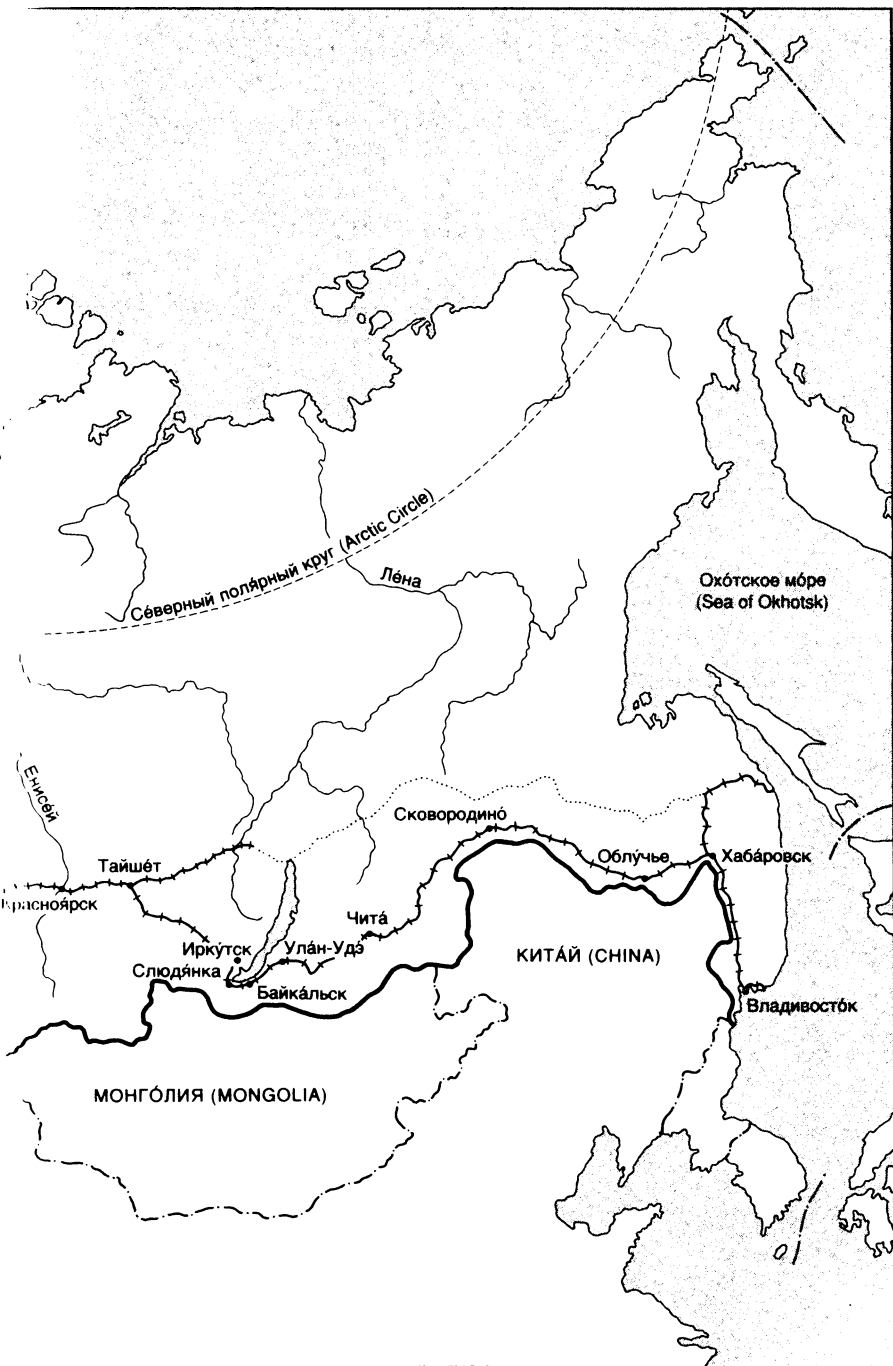 Се́верный поля́рный круг (Arctic Circle)
Ле́на
Охо́тское мо́ре
(Sea of Okhotsk)
Енисе́й
Сковородино́
Тайше́т
Облу́чье
Хаба́ровск
Красноя́рск
Чита́
Ирку́тск
Ула́н-Удэ́
КИТА́Й (CHINA)
Слюдя́нка
Байка́льск
Владивосто́к
МОНГО́ЛИЯ (MONGOLIA)